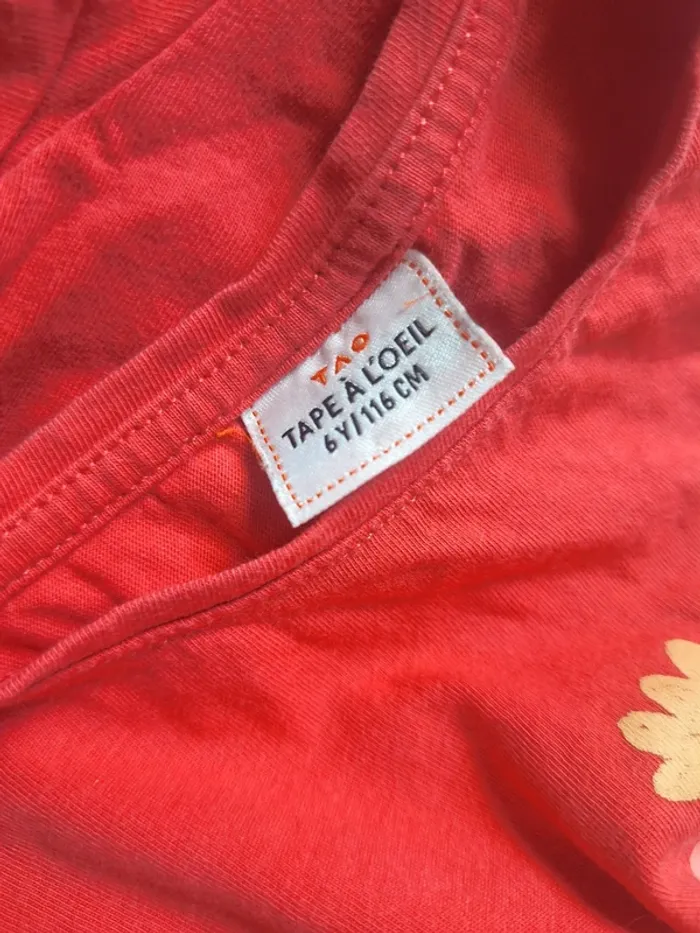 TAO
TAPE À L'OEIL
6Y/116 CM